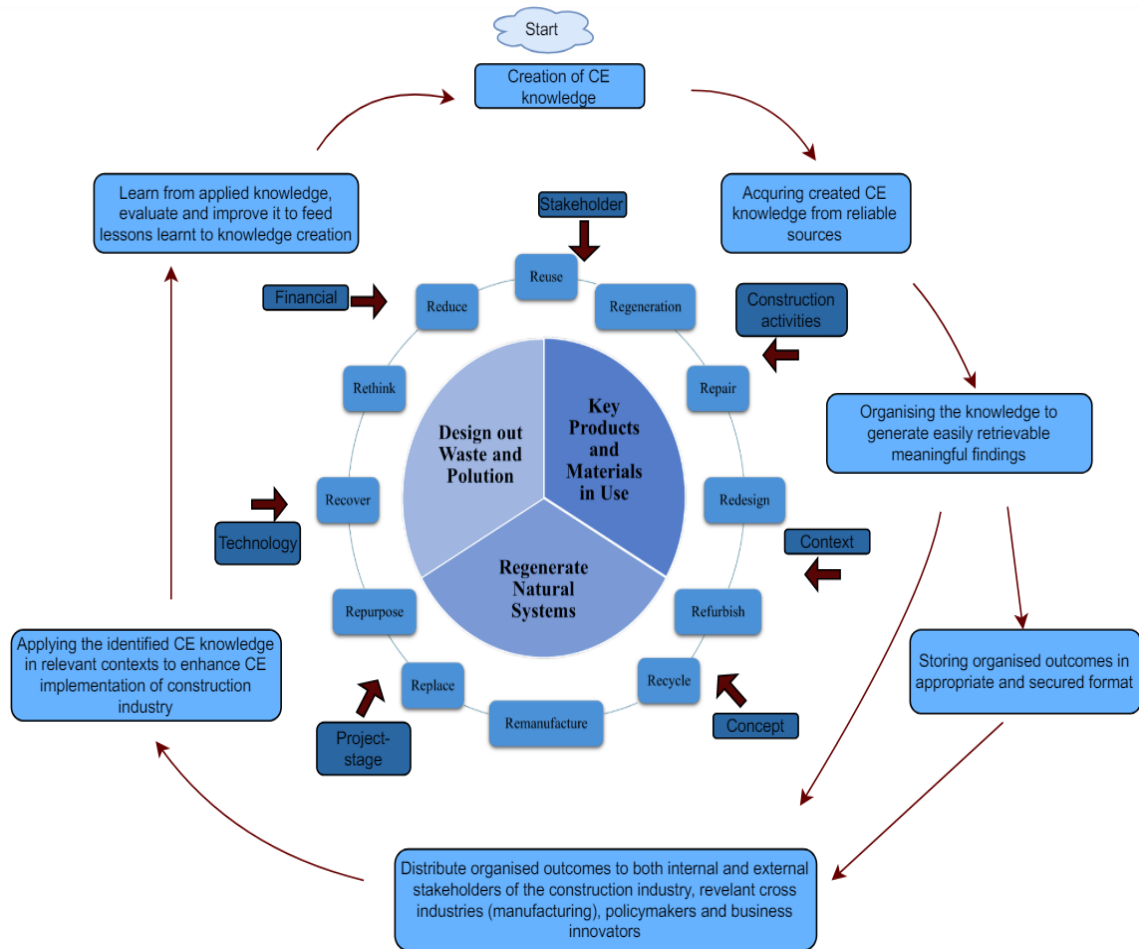 Start
Creation of CE
knowledge
Learn from applied knowledge,
evaluate and improve it to feed
lessons learnt to knowledge creation
Acquring created CE
knowledge from reliable
sources
Stakeholder
Reuse
Financial
Reduce
Regeneration
Construction
activities
Rethink
Repair
Design out
Waste and
Polution
Key
Products
and
Materials
in Use
Organising the knowledge to
generate easily retrievable
meaningful findings
Recover
Redesign
Technology
Context
Regenerate
Natural
Systems
Repurpose
Refurbish
Applying the identified CE knowledge
in relevant contexts to enhance CE
implementation of construction
industry
Storing organised outcomes in
appropriate and secured format
Replace
Recycle
Remanufacture
Project-
stage
Concept
Distribute organised outcomes to both internal and external
stakeholders of the construction industry, revelant cross
industries (manufacturing), policymakers and business
innovators